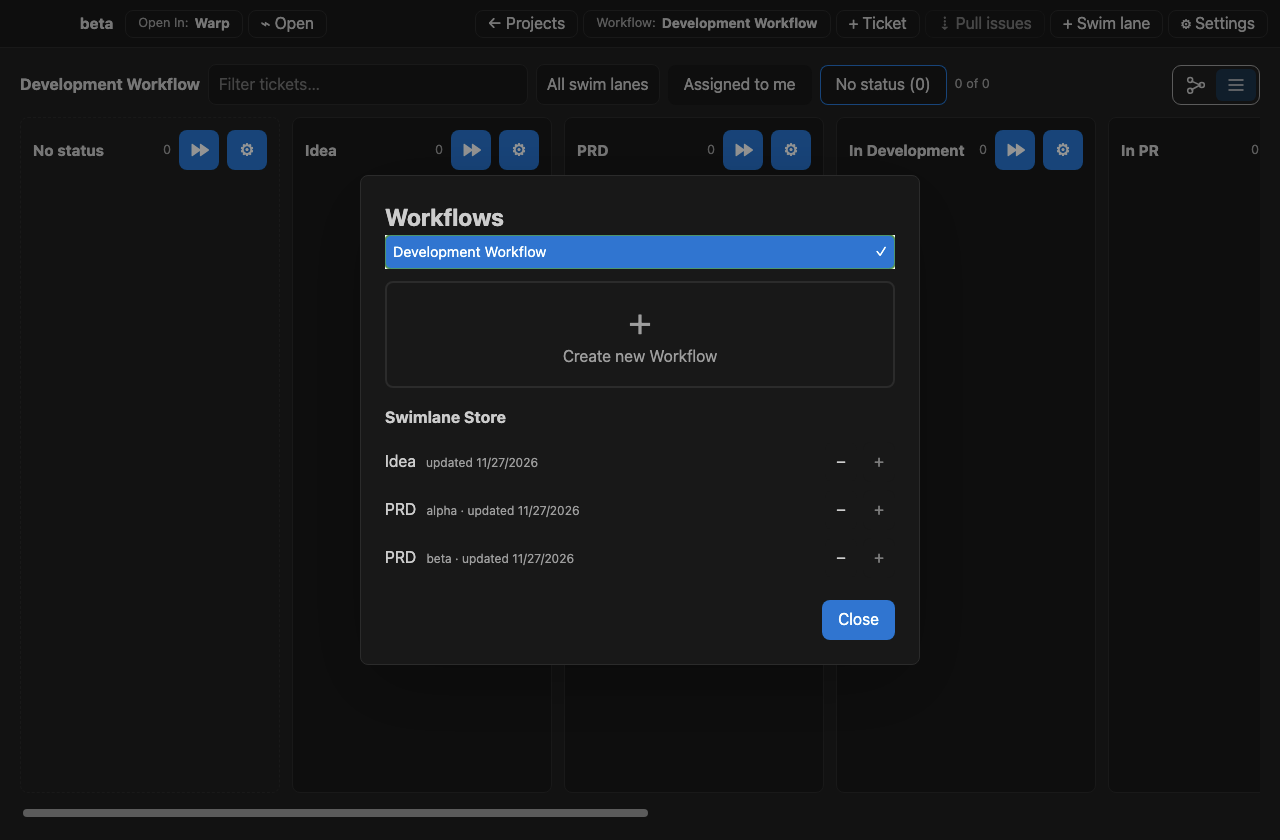 beta Open In: Warp ⌁ Open ← Projects Workflow: Development Workflow + Ticket ⇣ Pull issues + Swim lane ⚙ Settings
Development Workflow Filter tickets... All swim lanes Assigned to me No status (0) 0 of 0
No status 0 Idea 0 PRD 0 In Development 0 In PR 0
Workflows
Development Workflow ✓
+
Create new Workflow
Swimlane Store
Idea updated 11/27/2026 − +
PRD alpha · updated 11/27/2026 − +
PRD beta · updated 11/27/2026 − +
Close